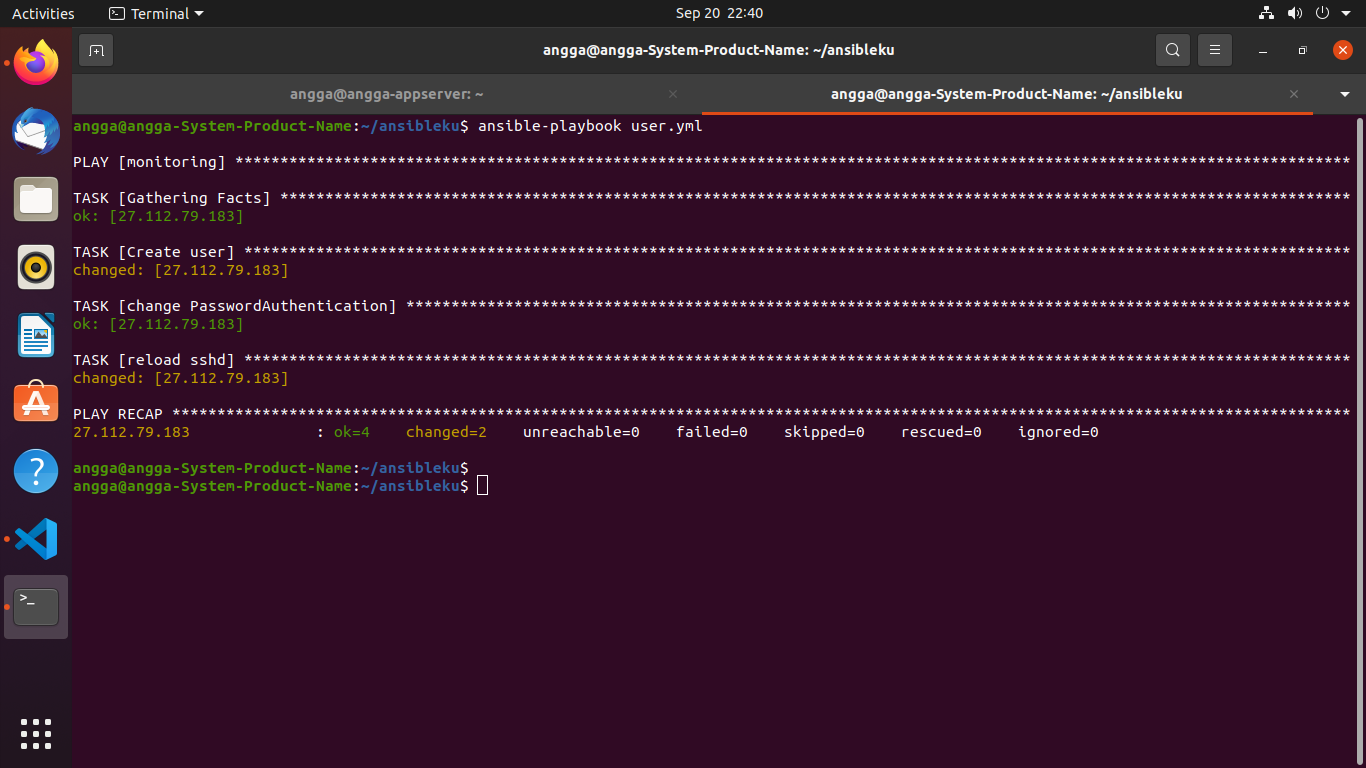 Activities Terminal Sep 20 22:40
angga@angga-System-Product-Name: ~/ansibleku
angga@angga-appserver: ~ angga@angga-System-Product-Name: ~/ansibleku
angga@angga-System-Product-Name:~/ansibleku$ ansible-playbook user.yml
PLAY [monitoring] ****************************************************************************************************************************
TASK [Gathering Facts] ***********************************************************************************************************************
ok: [27.112.79.183]
TASK [Create user] ***************************************************************************************************************************
changed: [27.112.79.183]
TASK [change PasswordAuthentication] *********************************************************************************************************
ok: [27.112.79.183]
TASK [reload sshd] ***************************************************************************************************************************
changed: [27.112.79.183]
PLAY RECAP ***********************************************************************************************************************************
27.112.79.183              : ok=4    changed=2    unreachable=0    failed=0    skipped=0    rescued=0    ignored=0
angga@angga-System-Product-Name:~/ansibleku$
angga@angga-System-Product-Name:~/ansibleku$